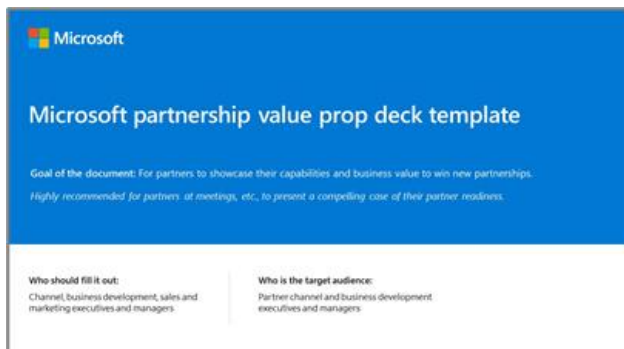 Microsoft
Microsoft partnership value prop deck template
Goal of the document: For partners to showcase their capabilities and business value to win new partnerships.
Highly recommended for partners at meetings, etc., to present a compelling case of their partner readiness.
Who should fill it out:
Channel, business development, sales and
marketing executives and managers
Who is the target audience:
Partner channel and business development
executives and managers